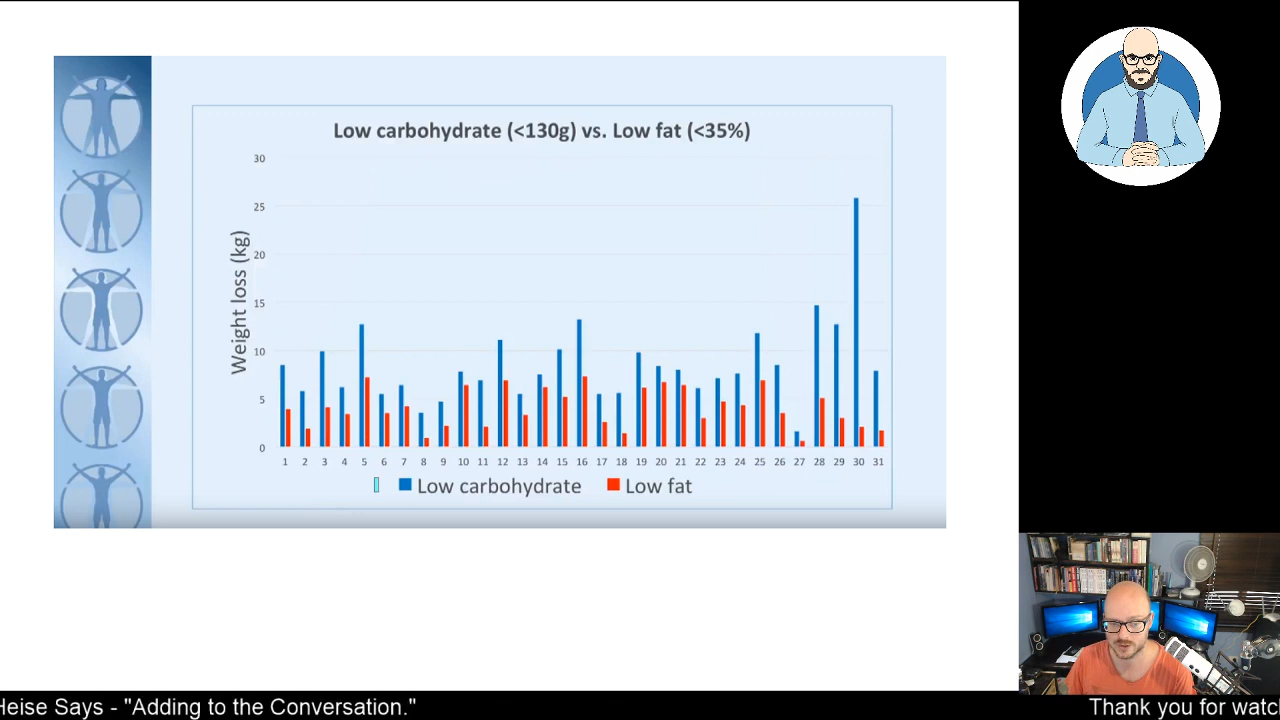 Low carbohydrate (<130g) vs. Low fat (<35%)
Weight loss (kg)
30
25
20
15
10
5
0
1 2 3 4 5 6 7 8 9 10 11 12 13 14 15 16 17 18 19 20 21 22 23 24 25 26 27 28 29 30 31
Low carbohydrate Low fat
Heise Says - "Adding to the Conversation." Thank you for watc